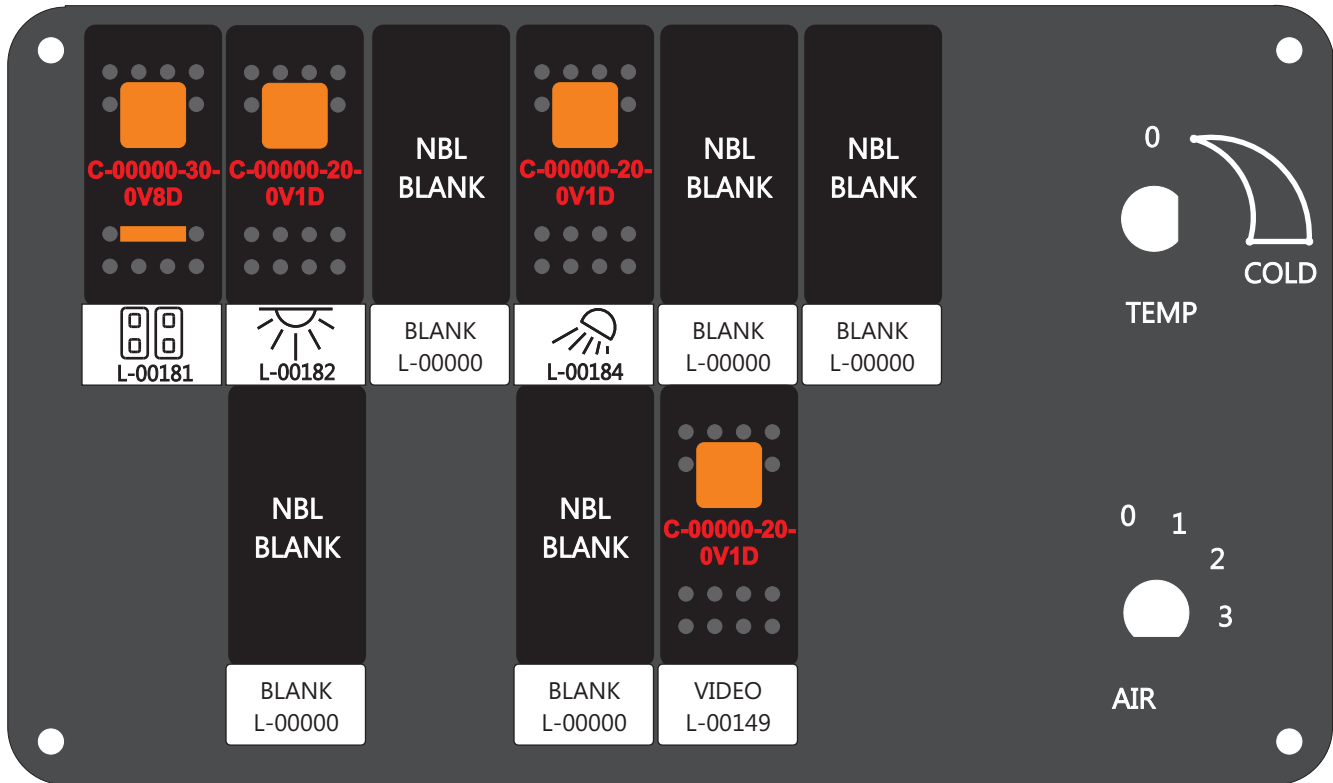 C-00000-30-
0V8D
L-00181
C-00000-20-
0V1D
L-00182
NBL
BLANK
BLANK
L-00000
C-00000-20-
0V1D
L-00184
NBL
BLANK
BLANK
L-00000
NBL
BLANK
BLANK
L-00000
0
COLD
TEMP
NBL
BLANK
BLANK
L-00000
NBL
BLANK
BLANK
L-00000
C-00000-20-
0V1D
VIDEO
L-00149
0
1
2
3
AIR